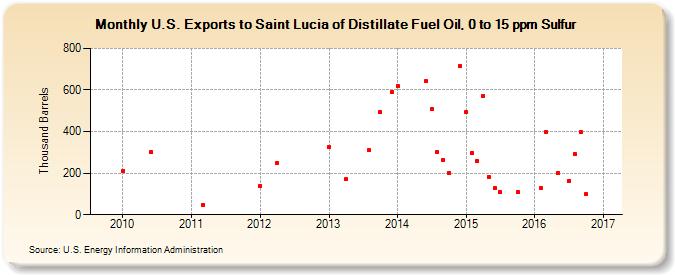 Monthly U.S. Exports to Saint Lucia of Distillate Fuel Oil, 0 to 15 ppm Sulfur
Thousand Barrels
800
600
400
200
0
2010 2011 2012 2013 2014 2015 2016 2017
Source: U.S. Energy Information Administration